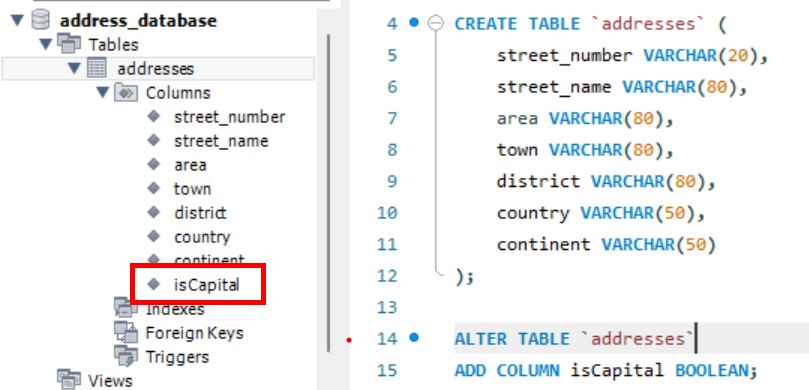 address_database
Tables
addresses
Columns
street_number
street_name
area
town
district
country
continent
isCapital
Indexes
Foreign Keys
Triggers
Views
4 CREATE TABLE `addresses` (
5 street_number VARCHAR(20),
6 street_name VARCHAR(80),
7 area VARCHAR(80),
8 town VARCHAR(80),
9 district VARCHAR(80),
10 country VARCHAR(50),
11 continent VARCHAR(50)
12 );
13
14 ALTER TABLE `addresses`
15 ADD COLUMN isCapital BOOLEAN;